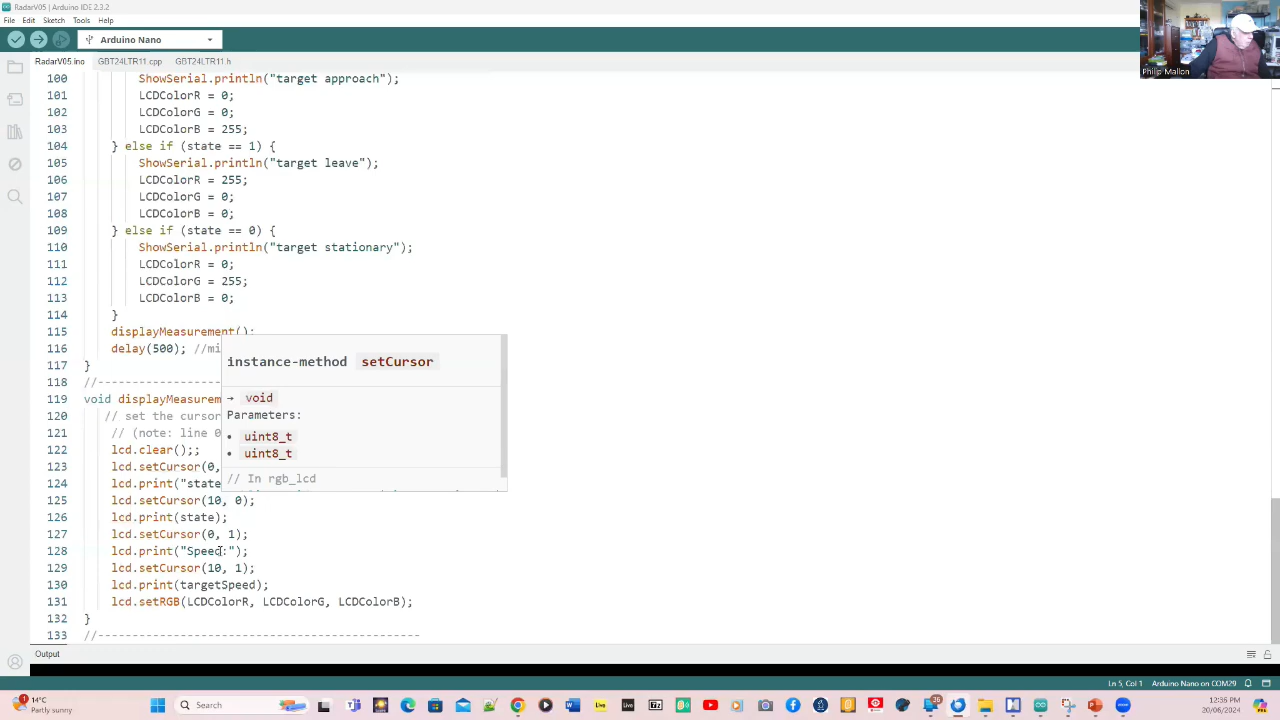 RadarV05 | Arduino IDE 2.3.2
File Edit Sketch Tools Help
Arduino Nano
RadarV05.ino GBT24LTR11.cpp GBT24LTR11.h
100 ShowSerial.println("target approach");
101 LCDColorR = 0;
102 LCDColorG = 0;
103 LCDColorB = 255;
104 } else if (state == 1) {
105 ShowSerial.println("target leave");
106 LCDColorR = 255;
107 LCDColorG = 0;
108 LCDColorB = 0;
109 } else if (state == 0) {
110 ShowSerial.println("target stationary");
111 LCDColorR = 0;
112 LCDColorG = 255;
113 LCDColorB = 0;
114 }
115 displayMeasurement();
116 delay(500); //mi
117 }
118 //------------------
119 void displayMeasurem
120 // set the cursor
121 // (note: line 0
122 lcd.clear();;
123 lcd.setCursor(0,
124 lcd.print("state
125 lcd.setCursor(10, 0);
126 lcd.print(state);
127 lcd.setCursor(0, 1);
128 lcd.print("Speed:");
129 lcd.setCursor(10, 1);
130 lcd.print(targetSpeed);
131 lcd.setRGB(LCDColorR, LCDColorG, LCDColorB);
132 }
133 //-----------------------------------------------
instance-method setCursor
→ void
Parameters:
• uint8_t
• uint8_t
// In rgb_lcd
Philip Mallon
Output
Ln 5, Col 1 Arduino Nano on COM29
1
14°C
Partly sunny
Search
Live
Live
7z
36
12:35 PM
20/06/2024